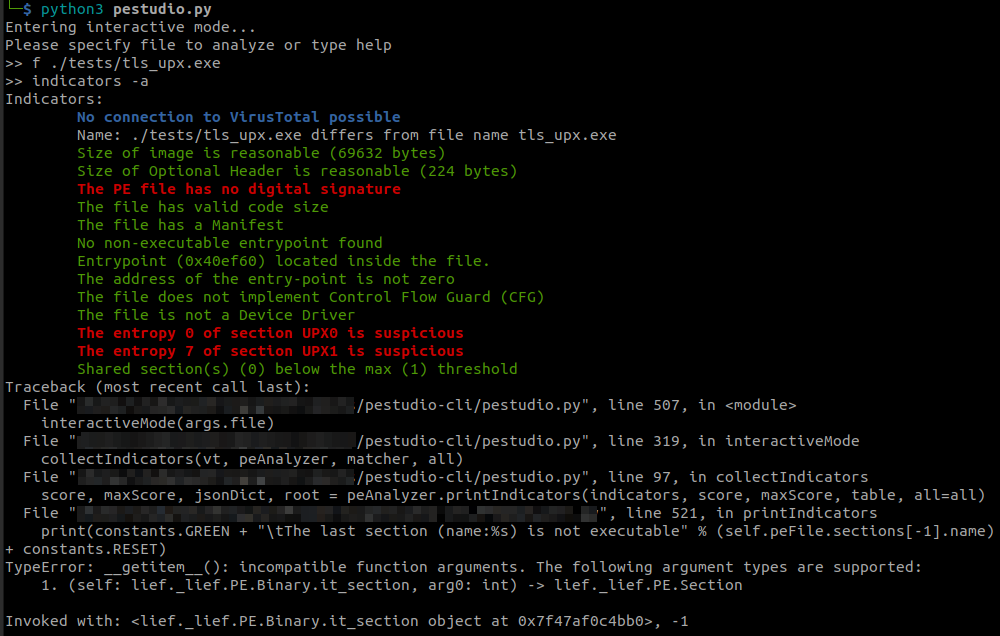 └─$ python3 pestudio.py
Entering interactive mode...
Please specify file to analyze or type help
>> f ./tests/tls_upx.exe
>> indicators -a
Indicators:
No connection to VirusTotal possible
Name: ./tests/tls_upx.exe differs from file name tls_upx.exe
Size of image is reasonable (69632 bytes)
Size of Optional Header is reasonable (224 bytes)
The PE file has no digital signature
The file has valid code size
The file has a Manifest
No non-executable entrypoint found
Entrypoint (0x40ef60) located inside the file.
The address of the entry-point is not zero
The file does not implement Control Flow Guard (CFG)
The file is not a Device Driver
The entropy 0 of section UPX0 is suspicious
The entropy 7 of section UPX1 is suspicious
Shared section(s) (0) below the max (1) threshold
Traceback (most recent call last):
File "/pestudio-cli/pestudio.py", line 507, in <module>
interactiveMode(args.file)
File "/pestudio-cli/pestudio.py", line 319, in interactiveMode
collectIndicators(vt, peAnalyzer, matcher, all)
File "/pestudio-cli/pestudio.py", line 97, in collectIndicators
score, maxScore, jsonDict, root = peAnalyzer.printIndicators(indicators, score, maxScore, table, all=all)
File "", line 521, in printIndicators
print(constants.GREEN + "\tThe last section (name:%s) is not executable" % (self.peFile.sections[-1].name)
+ constants.RESET)
TypeError: __getitem__(): incompatible function arguments. The following argument types are supported:
1. (self: lief._lief.PE.Binary.it_section, arg0: int) -> lief._lief.PE.Section
Invoked with: <lief._lief.PE.Binary.it_section object at 0x7f47af0c4bb0>, -1